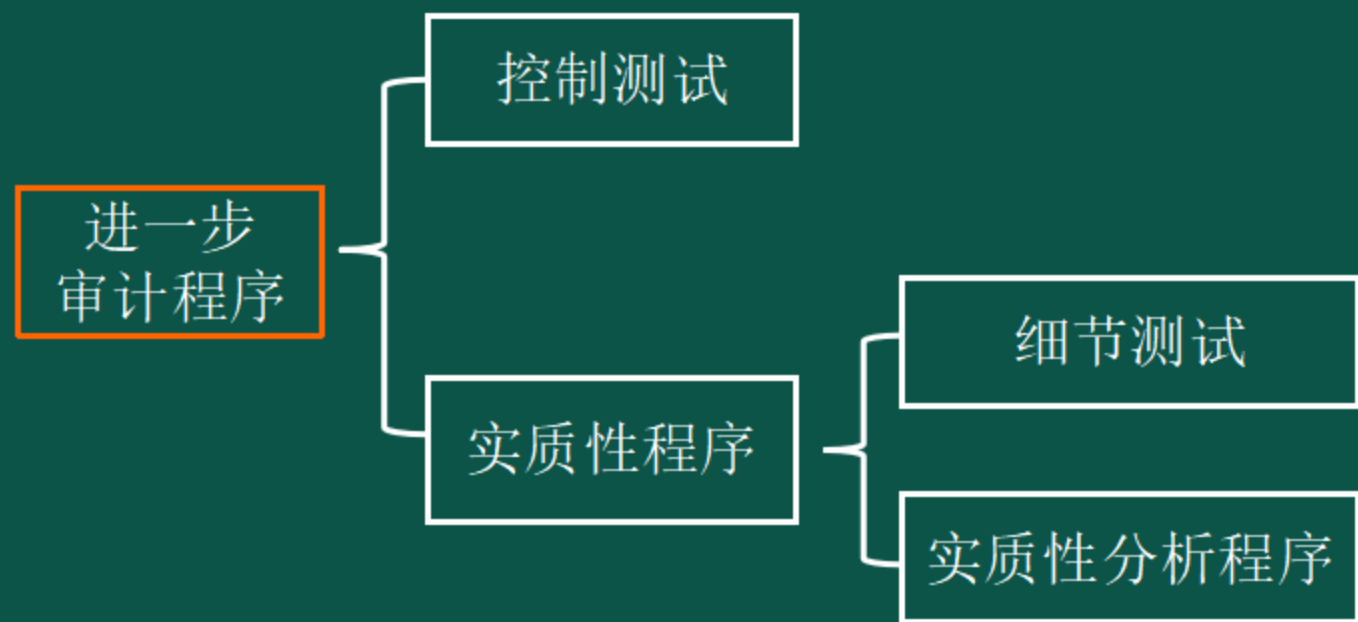 控制测试
进一步
审计程序
细节测试
实质性程序
实质性分析程序